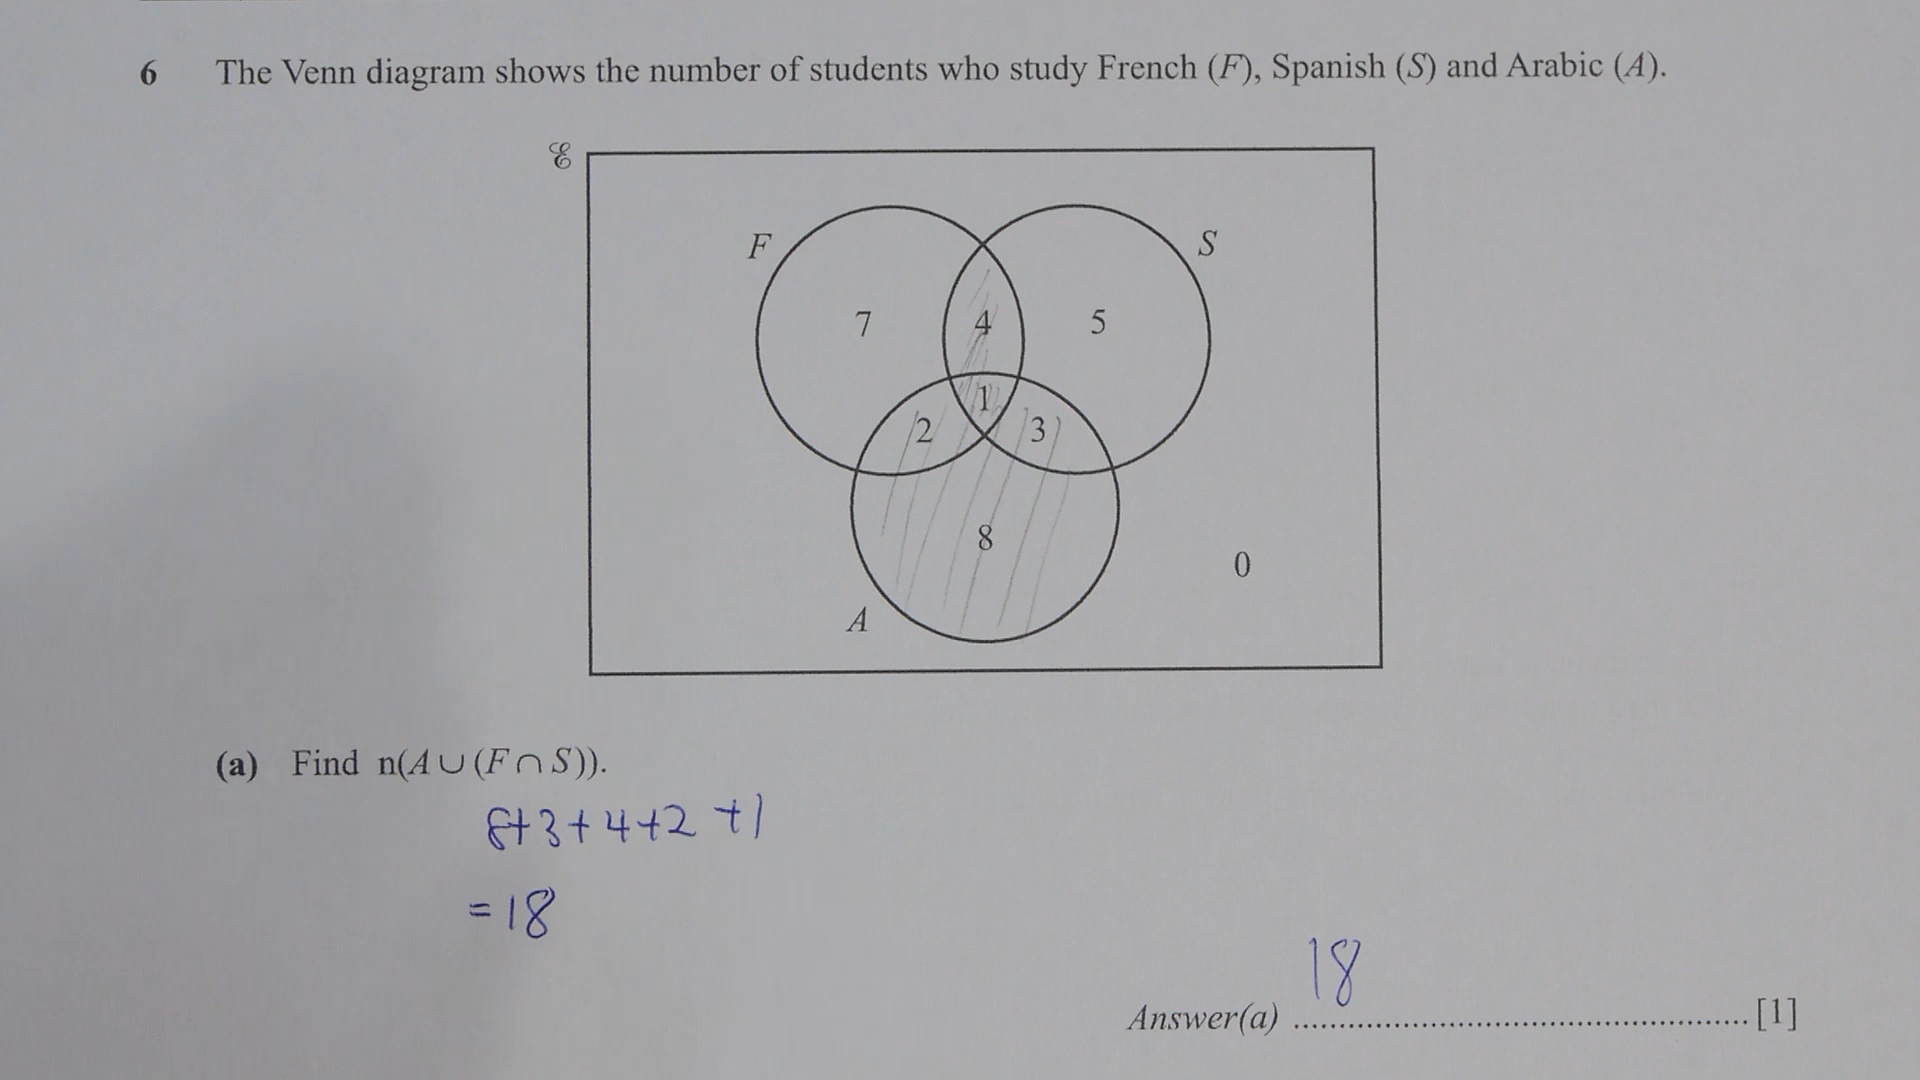 6 The Venn diagram shows the number of students who study French (F), Spanish (S) and Arabic (A).
ℰ
F S
7 4 5
1
2 3
8
0
A
(a) Find n(A ∪ (F ∩ S)).
8+3+4+2+1
=18
18
Answer(a) ................................................ [1]